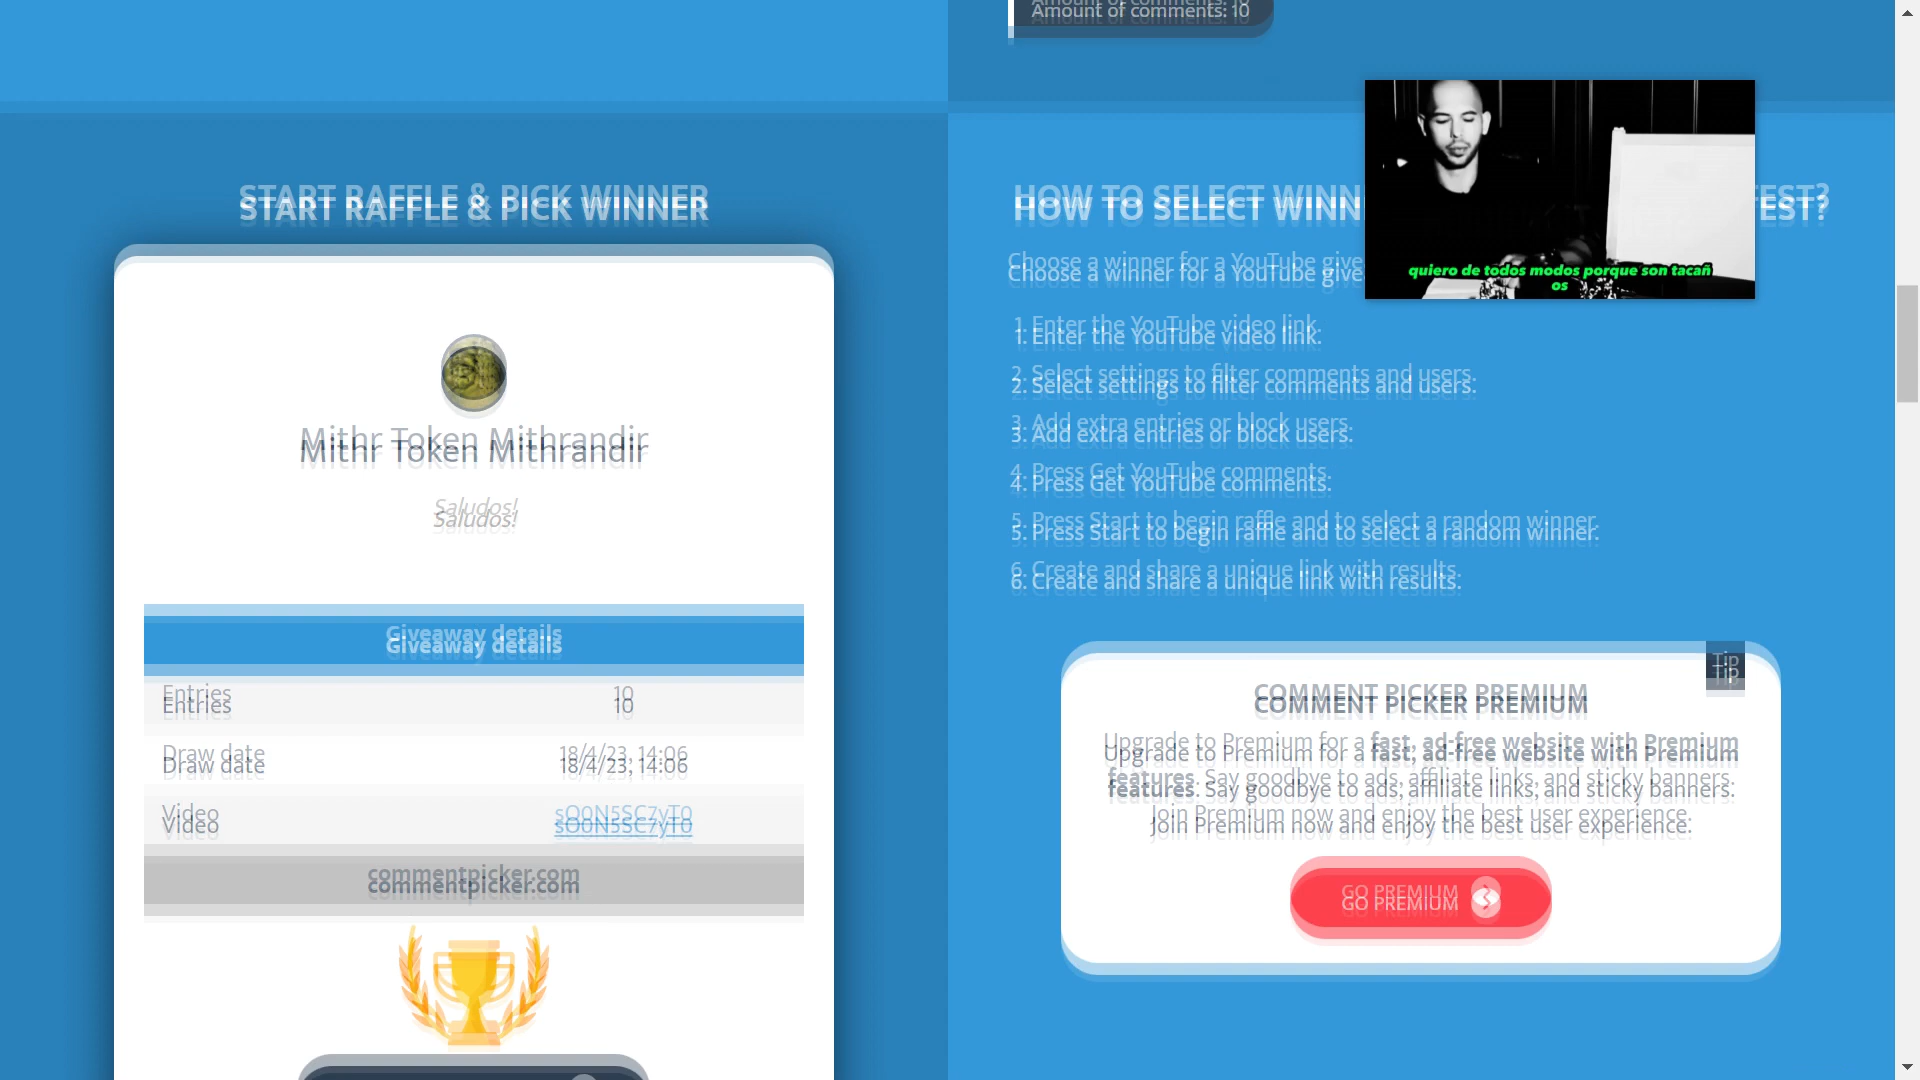 Amount of comments: 10
START RAFFLE & PICK WINNER
Mithr Token Mithrandir
Saludos!
Giveaway details
Entries 10
Draw date 18/4/23, 14:06
Video sO0N5SC7yT0
commentpicker.com
HOW TO SELECT WINN EST?
Choose a winner for a YouTube give
quiero de todos modos porque son tacañ
os
1. Enter the YouTube video link.
2. Select settings to filter comments and users.
3. Add extra entries or block users.
4. Press Get YouTube comments.
5. Press Start to begin raffle and to select a random winner.
6. Create and share a unique link with results.
Tip
COMMENT PICKER PREMIUM
Upgrade to Premium for a fast, ad-free website with Premium
features. Say goodbye to ads, affiliate links, and sticky banners.
Join Premium now and enjoy the best user experience.
GO PREMIUM